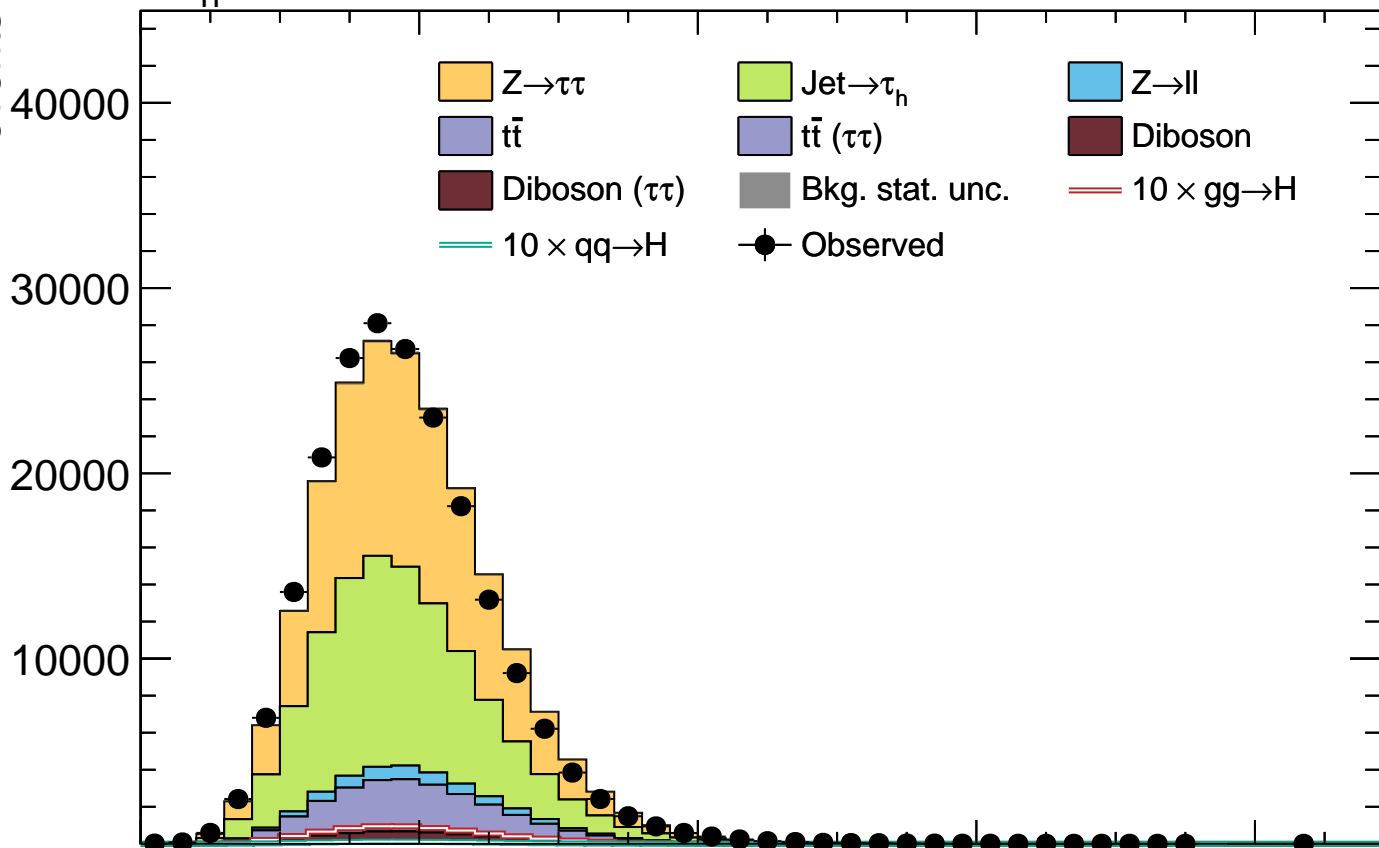 Z→ττ Jet→τh Z→ll
tt̄ tt̄ (ττ) Diboson
Diboson (ττ) Bkg. stat. unc. 10 × gg→H
10 × qq→H Observed
40000
30000
20000
10000